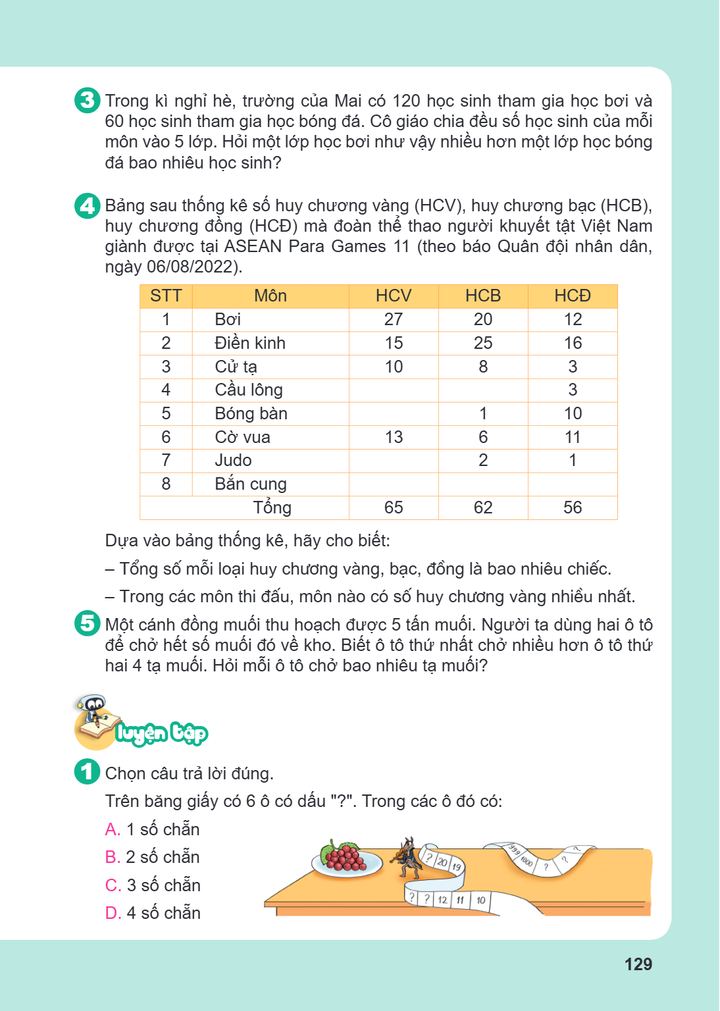 3 Trong kì nghỉ hè, trường của Mai có 120 học sinh tham gia học bơi và
60 học sinh tham gia học bóng đá. Cô giáo chia đều số học sinh của mỗi
môn vào 5 lớp. Hỏi một lớp học bơi như vậy nhiều hơn một lớp học bóng
đá bao nhiêu học sinh?
4 Bảng sau thống kê số huy chương vàng (HCV), huy chương bạc (HCB),
huy chương đồng (HCĐ) mà đoàn thể thao người khuyết tật Việt Nam
giành được tại ASEAN Para Games 11 (theo báo Quân đội nhân dân,
ngày 06/08/2022).
STT Môn HCV HCB HCĐ
1 Bơi 27 20 12
2 Điền kinh 15 25 16
3 Cử tạ 10 8 3
4 Cầu lông 3
5 Bóng bàn 1 10
6 Cờ vua 13 6 11
7 Judo 2 1
8 Bắn cung
Tổng 65 62 56
Dựa vào bảng thống kê, hãy cho biết:
– Tổng số mỗi loại huy chương vàng, bạc, đồng là bao nhiêu chiếc.
– Trong các môn thi đấu, môn nào có số huy chương vàng nhiều nhất.
5 Một cánh đồng muối thu hoạch được 5 tấn muối. Người ta dùng hai ô tô
để chở hết số muối đó về kho. Biết ô tô thứ nhất chở nhiều hơn ô tô thứ
hai 4 tạ muối. Hỏi mỗi ô tô chở bao nhiêu tạ muối?
luyện tập
1 Chọn câu trả lời đúng.
Trên băng giấy có 6 ô có dấu "?". Trong các ô đó có:
A. 1 số chẵn
B. 2 số chẵn
C. 3 số chẵn
D. 4 số chẵn
? 20 19
? ? 12 11 10
999 1000 ? ?
129